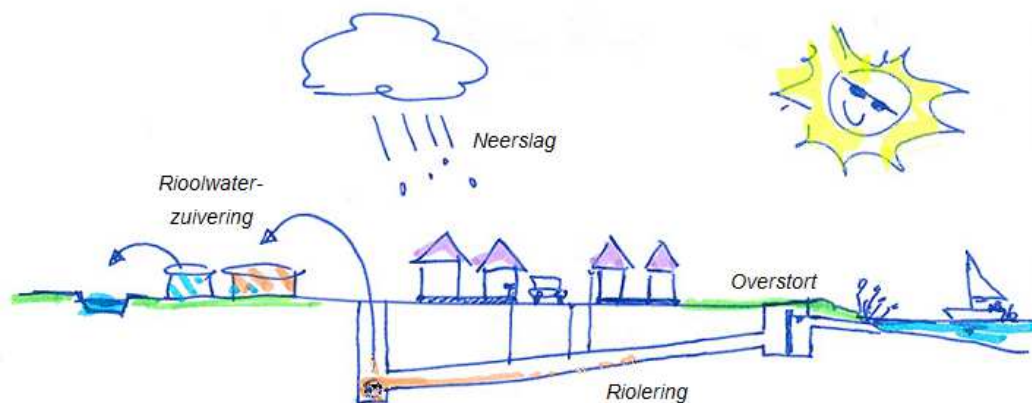 Neerslag
Rioolwater-
zuivering
Overstort
Riolering